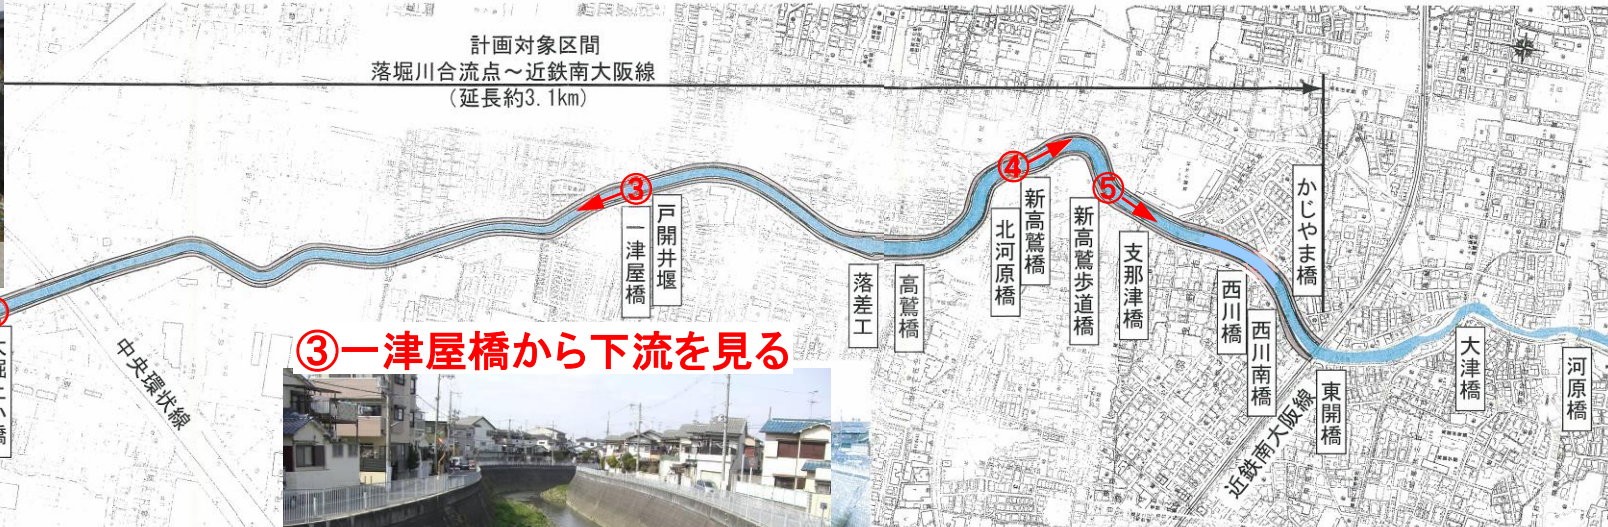 計画対象区間
落堀川合流点～近鉄南大阪線
（延長約3.1km）
③
④
⑤
一津屋橋
戸開井堰
落差工
高鷲橋
北河原橋
新高鷲橋
新高鷲歩道橋
支那津橋
西川橋
西川南橋
かじやま橋
東開橋
大津橋
河原橋
中央環状線
近鉄南大阪線
③一津屋橋から下流を見る